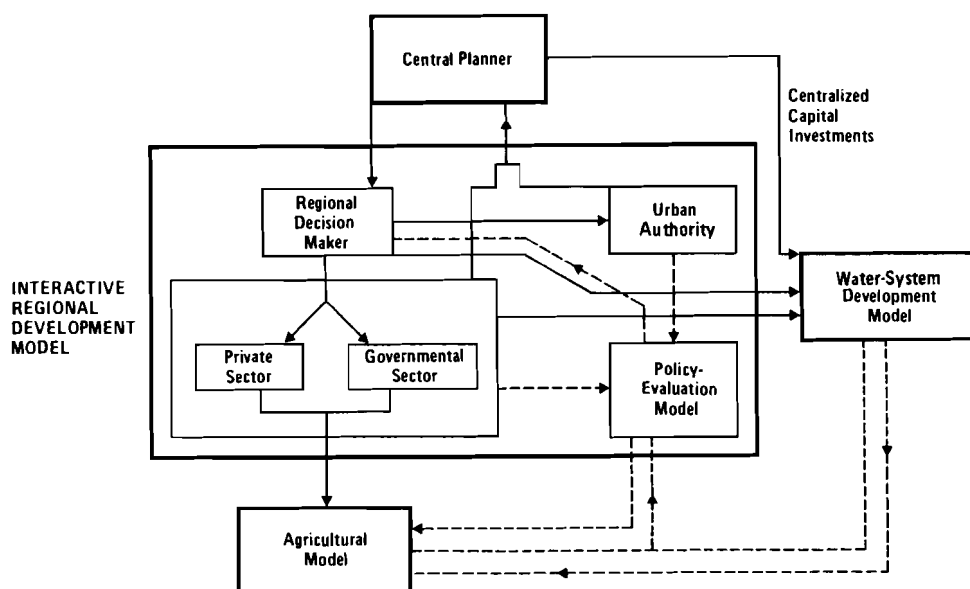 Central Planner
Centralized
Capital
Investments
Regional
Decision
Maker
Urban
Authority
INTERACTIVE
REGIONAL
DEVELOPMENT
MODEL
Water-System
Development
Model
Private
Sector
Governmental
Sector
Policy-
Evaluation
Model
Agricultural
Model